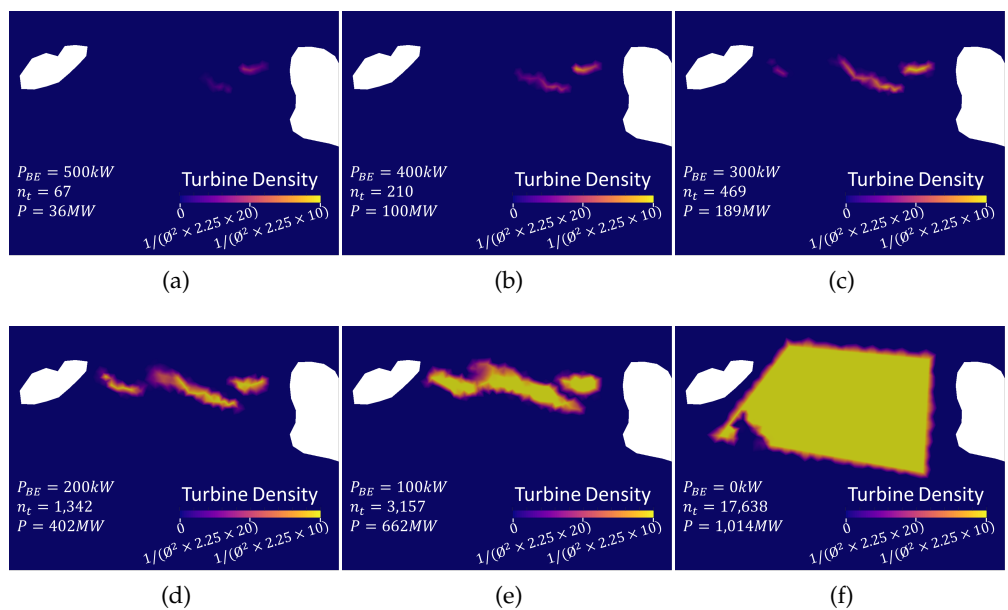 P_BE = 500kW
n_t = 67
P = 36MW
Turbine Density
0
1/(Ø² × 2.25 × 20)
1/(Ø² × 2.25 × 10)
(a)
P_BE = 400kW
n_t = 210
P = 100MW
Turbine Density
0
1/(Ø² × 2.25 × 20)
1/(Ø² × 2.25 × 10)
(b)
P_BE = 300kW
n_t = 469
P = 189MW
Turbine Density
0
1/(Ø² × 2.25 × 20)
1/(Ø² × 2.25 × 10)
(c)
P_BE = 200kW
n_t = 1,342
P = 402MW
Turbine Density
0
1/(Ø² × 2.25 × 20)
1/(Ø² × 2.25 × 10)
(d)
P_BE = 100kW
n_t = 3,157
P = 662MW
Turbine Density
0
1/(Ø² × 2.25 × 20)
1/(Ø² × 2.25 × 10)
(e)
P_BE = 0kW
n_t = 17,638
P = 1,014MW
Turbine Density
0
1/(Ø² × 2.25 × 20)
1/(Ø² × 2.25 × 10)
(f)